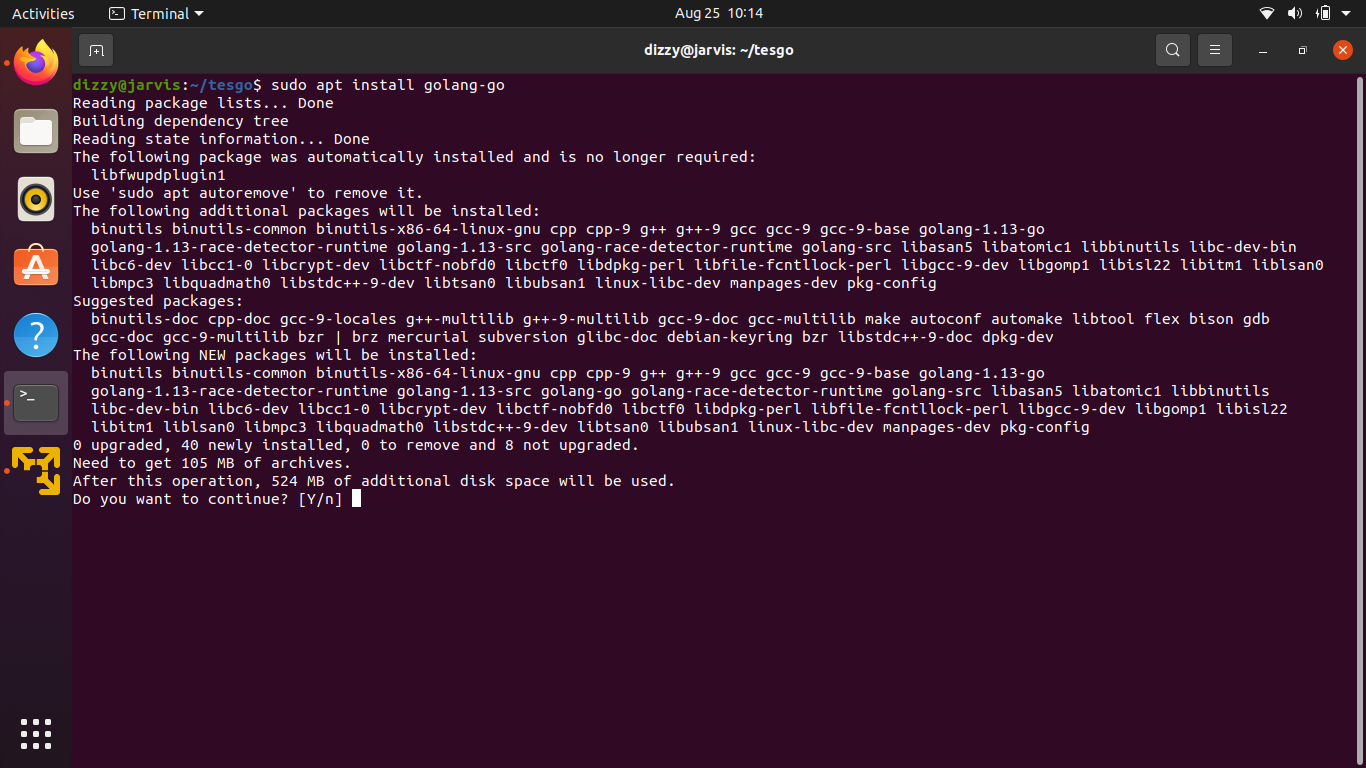 Activities
Terminal
Aug 25 10:14
dizzy@jarvis: ~/tesgo
dizzy@jarvis:~/tesgo$ sudo apt install golang-go
Reading package lists... Done
Building dependency tree
Reading state information... Done
The following package was automatically installed and is no longer required:
  libfwupdplugin1
Use 'sudo apt autoremove' to remove it.
The following additional packages will be installed:
  binutils binutils-common binutils-x86-64-linux-gnu cpp cpp-9 g++ g++-9 gcc gcc-9 gcc-9-base golang-1.13-go
  golang-1.13-race-detector-runtime golang-1.13-src golang-race-detector-runtime golang-src libasan5 libatomic1 libbinutils libc-dev-bin
  libc6-dev libcc1-0 libcrypt-dev libctf-nobfd0 libctf0 libdpkg-perl libfile-fcntllock-perl libgcc-9-dev libgomp1 libisl22 libitm1 liblsan0
  libmpc3 libquadmath0 libstdc++-9-dev libtsan0 libubsan1 linux-libc-dev manpages-dev pkg-config
Suggested packages:
  binutils-doc cpp-doc gcc-9-locales g++-multilib g++-9-multilib gcc-9-doc gcc-multilib make autoconf automake libtool flex bison gdb
  gcc-doc gcc-9-multilib bzr | brz mercurial subversion glibc-doc debian-keyring bzr libstdc++-9-doc dpkg-dev
The following NEW packages will be installed:
  binutils binutils-common binutils-x86-64-linux-gnu cpp cpp-9 g++ g++-9 gcc gcc-9 gcc-9-base golang-1.13-go
  golang-1.13-race-detector-runtime golang-1.13-src golang-go golang-race-detector-runtime golang-src libasan5 libatomic1 libbinutils
  libc-dev-bin libc6-dev libcc1-0 libcrypt-dev libctf-nobfd0 libctf0 libdpkg-perl libfile-fcntllock-perl libgcc-9-dev libgomp1 libisl22
  libitm1 liblsan0 libmpc3 libquadmath0 libstdc++-9-dev libtsan0 libubsan1 linux-libc-dev manpages-dev pkg-config
0 upgraded, 40 newly installed, 0 to remove and 8 not upgraded.
Need to get 105 MB of archives.
After this operation, 524 MB of additional disk space will be used.
Do you want to continue? [Y/n]